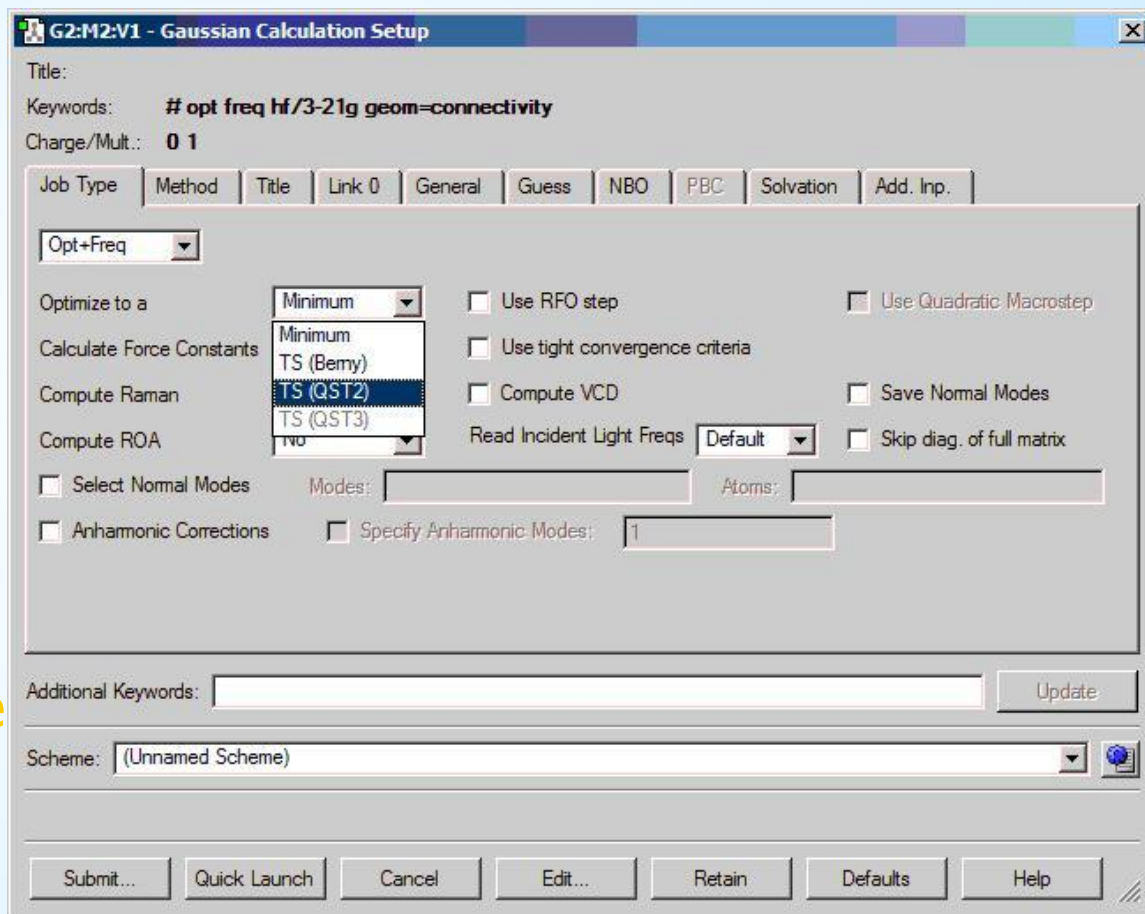 G2:M2:V1 - Gaussian Calculation Setup
Title:
Keywords: # opt freq hf/3-21g geom=connectivity
Charge/Mult.: 0 1
Job Type Method Title Link 0 General Guess NBO PBC Solvation Add. Inp.
Opt+Freq
Optimize to a Minimum Use RFO step Use Quadratic Macrostep
Minimum
Calculate Force Constants TS (Berny) Use tight convergence criteria
Compute Raman TS (QST2) Compute VCD Save Normal Modes
TS (QST3)
Compute ROA No Read Incident Light Freqs Default Skip diag. of full matrix
Select Normal Modes Modes: Atoms:
Anharmonic Corrections Specify Anharmonic Modes: 1
Additional Keywords: Update
e
Scheme: (Unnamed Scheme)
Submit... Quick Launch Cancel Edit... Retain Defaults Help